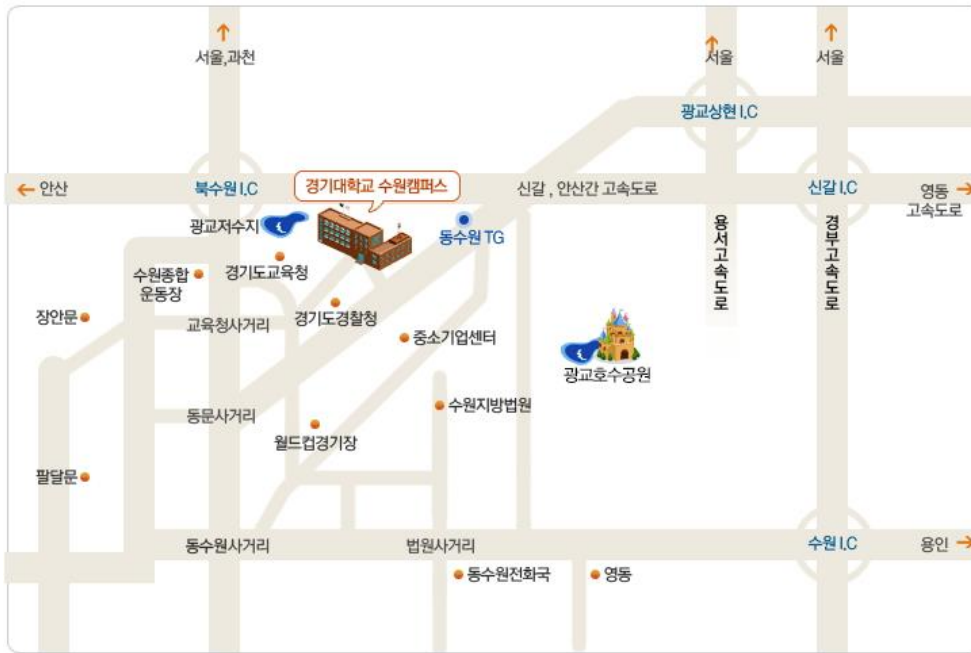 서울,과천
서울
서울
광교상현 I.C
← 안산
북수원 I.C
경기대학교 수원캠퍼스
신갈 , 안산간 고속도로
신갈 I.C
영동
고속도로
광교저수지
동수원 TG
용서고속도로
경부고속도로
수원종합
운동장
경기도교육청
장안문
교육청사거리
경기도경찰청
중소기업센터
광교호수공원
동문사거리
수원지방법원
월드컵경기장
팔달문
동수원사거리
법원사거리
수원 I.C
용인
동수원전화국
영동